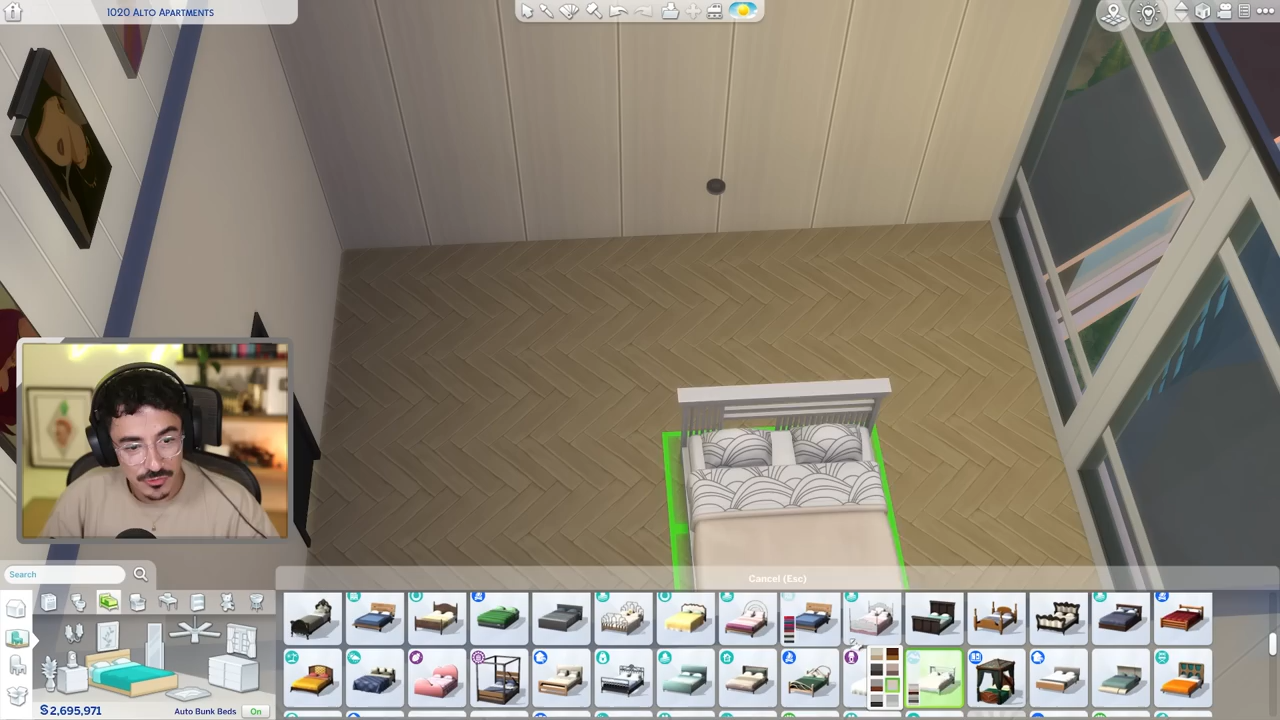 1020 ALTO APARTMENTS
Cancel (Esc)
Search
§2,695,971
Auto Bunk Beds
On